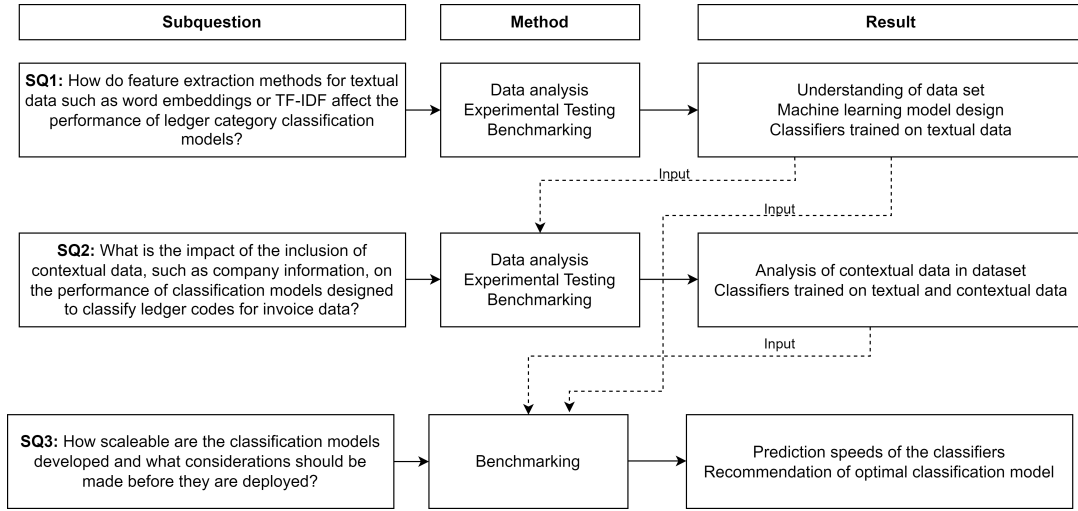 Subquestion
Method
Result
SQ1: How do feature extraction methods for textual
data such as word embeddings or TF-IDF affect the
performance of ledger category classification
models?
Data analysis
Experimental Testing
Benchmarking
Understanding of data set
Machine learning model design
Classifiers trained on textual data
Input
Input
SQ2: What is the impact of the inclusion of
contextual data, such as company information, on
the performance of classification models designed
to classify ledger codes for invoice data?
Data analysis
Experimental Testing
Benchmarking
Analysis of contextual data in dataset
Classifiers trained on textual and contextual data
Input
SQ3: How scaleable are the classification models
developed and what considerations should be
made before they are deployed?
Benchmarking
Prediction speeds of the classifiers
Recommendation of optimal classification model